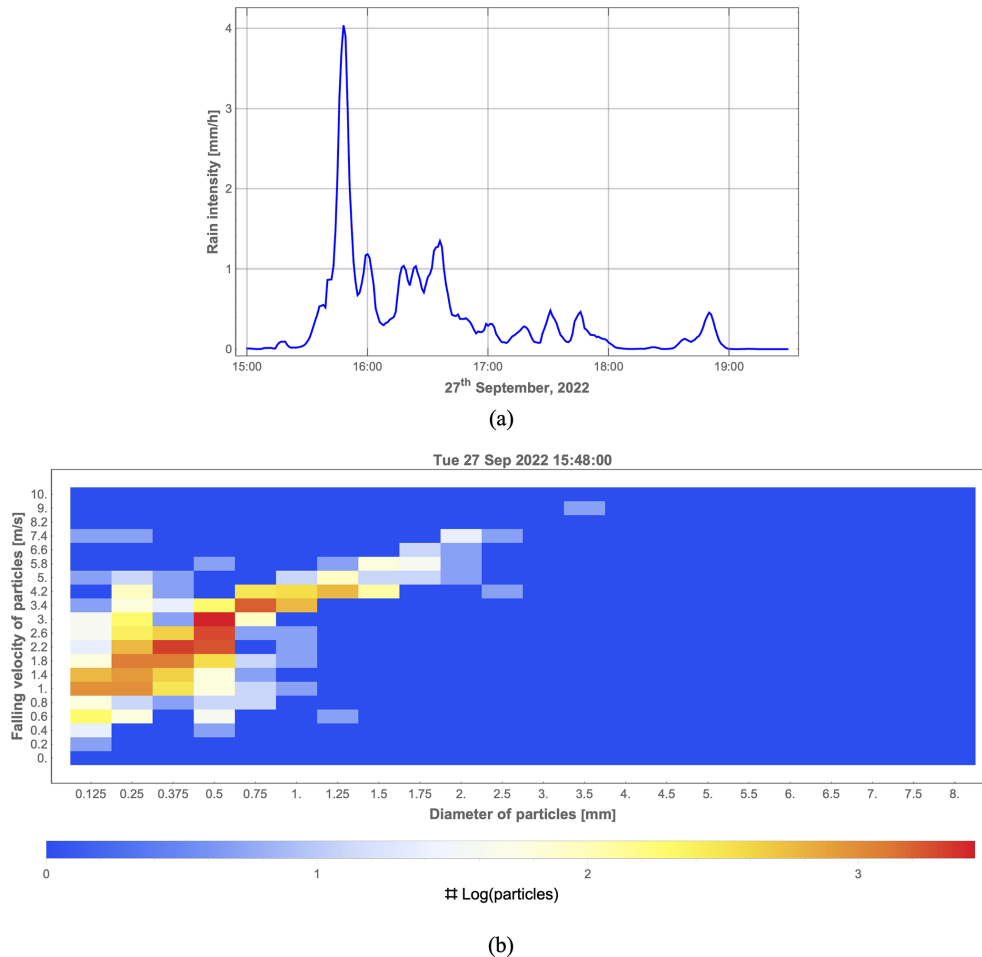 4
3
2
1
0
Rain intensity [mm/h]
15:00 16:00 17:00 18:00 19:00
27th September, 2022
(a)
Tue 27 Sep 2022 15:48:00
Falling velocity of particles [m/s]
10.
9.
8.2
7.4
6.6
5.8
5.
4.2
3.4
3.
2.6
2.2
1.8
1.4
1.
0.8
0.6
0.4
0.2
0.
0.125 0.25 0.375 0.5 0.75 1. 1.25 1.5 1.75 2. 2.5 3. 3.5 4. 4.5 5. 5.5 6. 6.5 7. 7.5 8.
Diameter of particles [mm]
0 1 2 3
# Log(particles)
(b)